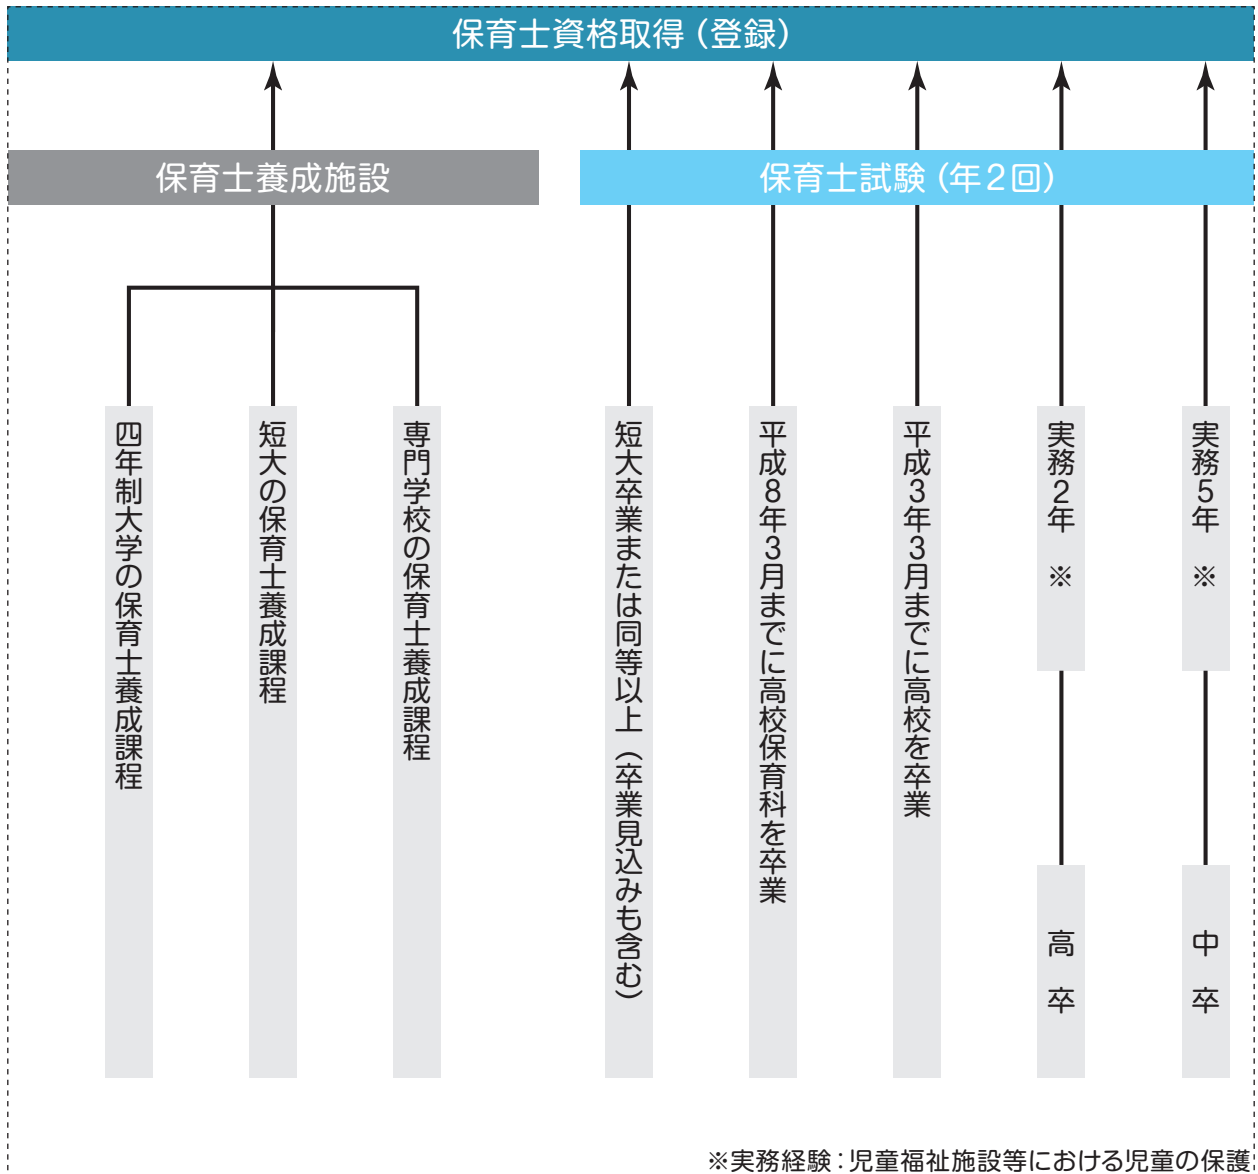 保育士資格取得（登録）
保育士養成施設
保育士試験（年2回）
四年制大学の保育士養成課程
短大の保育士養成課程
専門学校の保育士養成課程
短大卒業または同等以上（卒業見込みも含む）
平成8年3月までに高校保育科を卒業
平成3年3月までに高校を卒業
実務2年 ※
高卒
実務5年 ※
中卒
※実務経験：児童福祉施設等における児童の保護